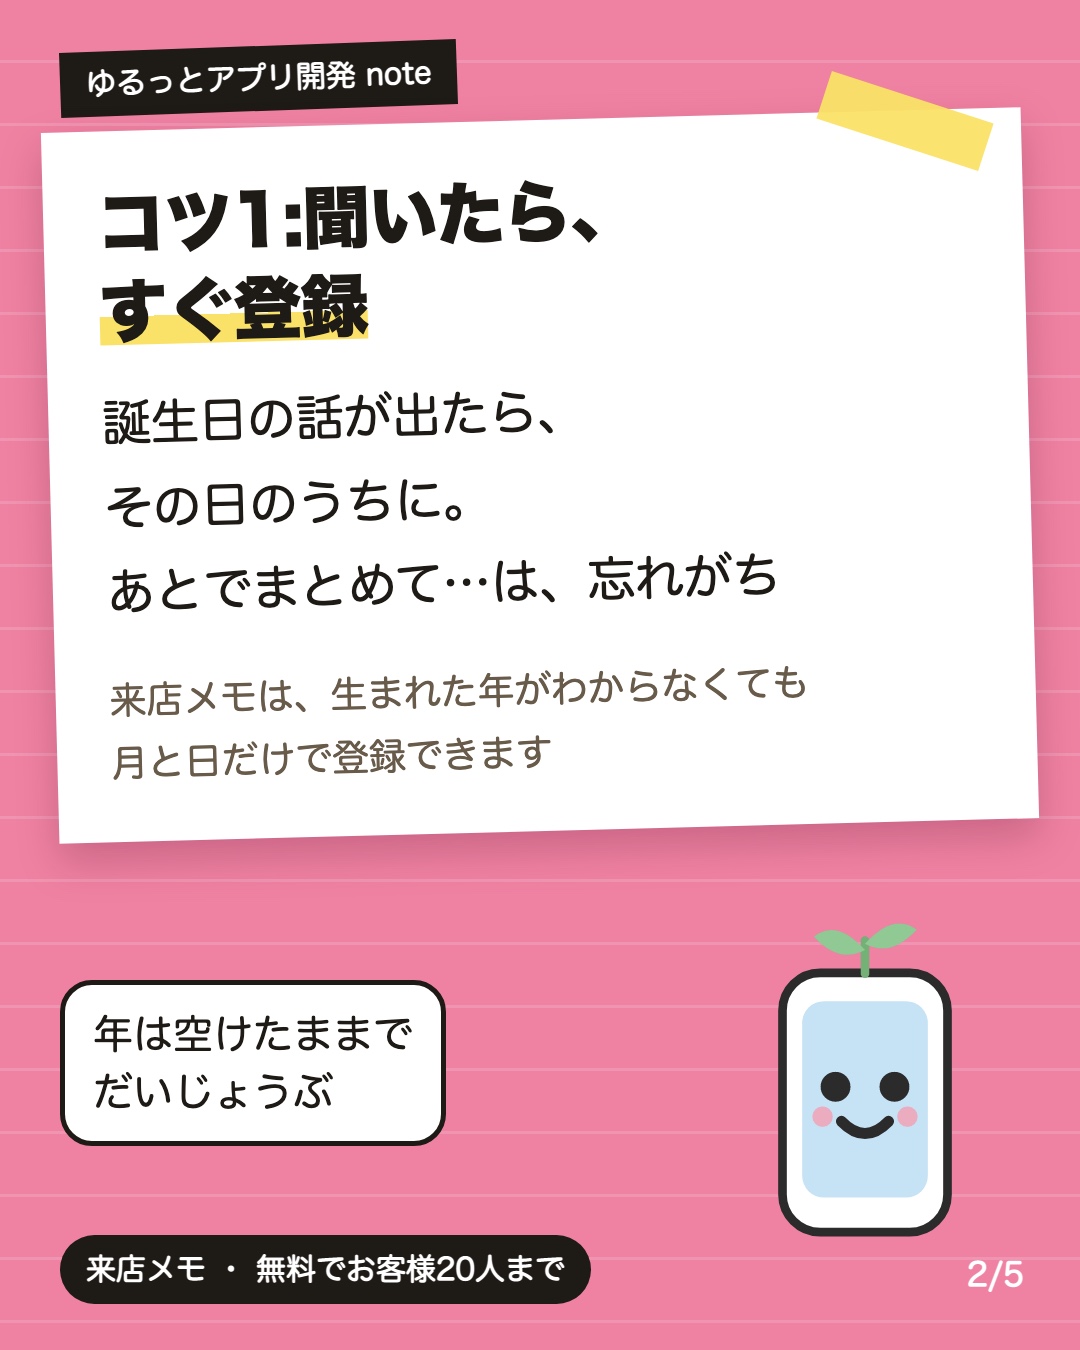 ゆるっとアプリ開発 note
コツ1:聞いたら、
すぐ登録
誕生日の話が出たら、
その日のうちに。
あとでまとめて…は、忘れがち
来店メモは、生まれた年がわからなくても
月と日だけで登録できます
年は空けたままで
だいじょうぶ
来店メモ ・ 無料でお客様20人まで
2/5